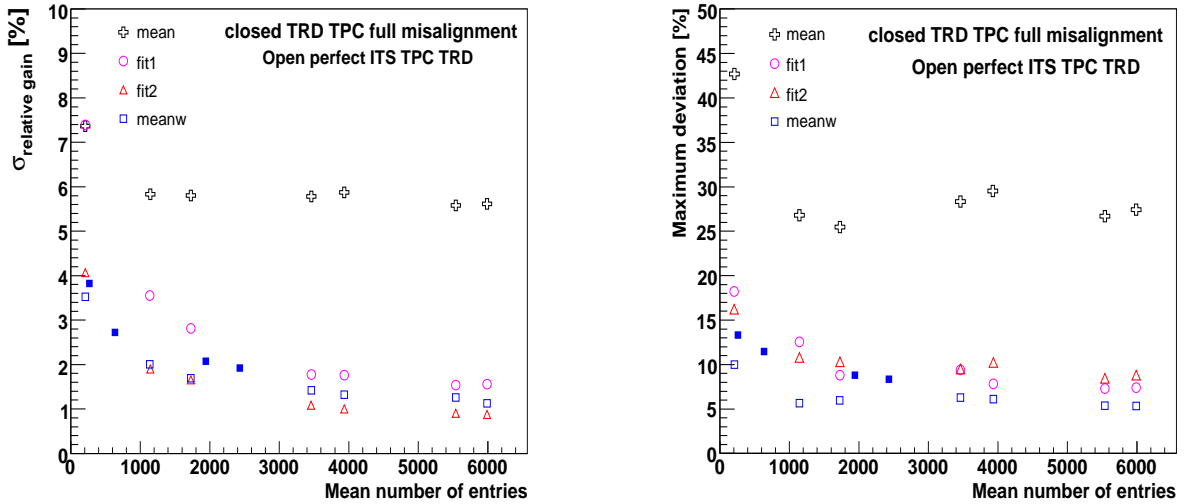 σrelative gain [%]
10
9
8
7
6
5
4
3
2
1
0
0 1000 2000 3000 4000 5000 6000
Mean number of entries
mean
fit1
fit2
meanw
closed TRD TPC full misalignment
Open perfect ITS TPC TRD
Maximum deviation [%]
50
45
40
35
30
25
20
15
10
5
0
0 1000 2000 3000 4000 5000 6000
Mean number of entries
mean
fit1
fit2
meanw
closed TRD TPC full misalignment
Open perfect ITS TPC TRD